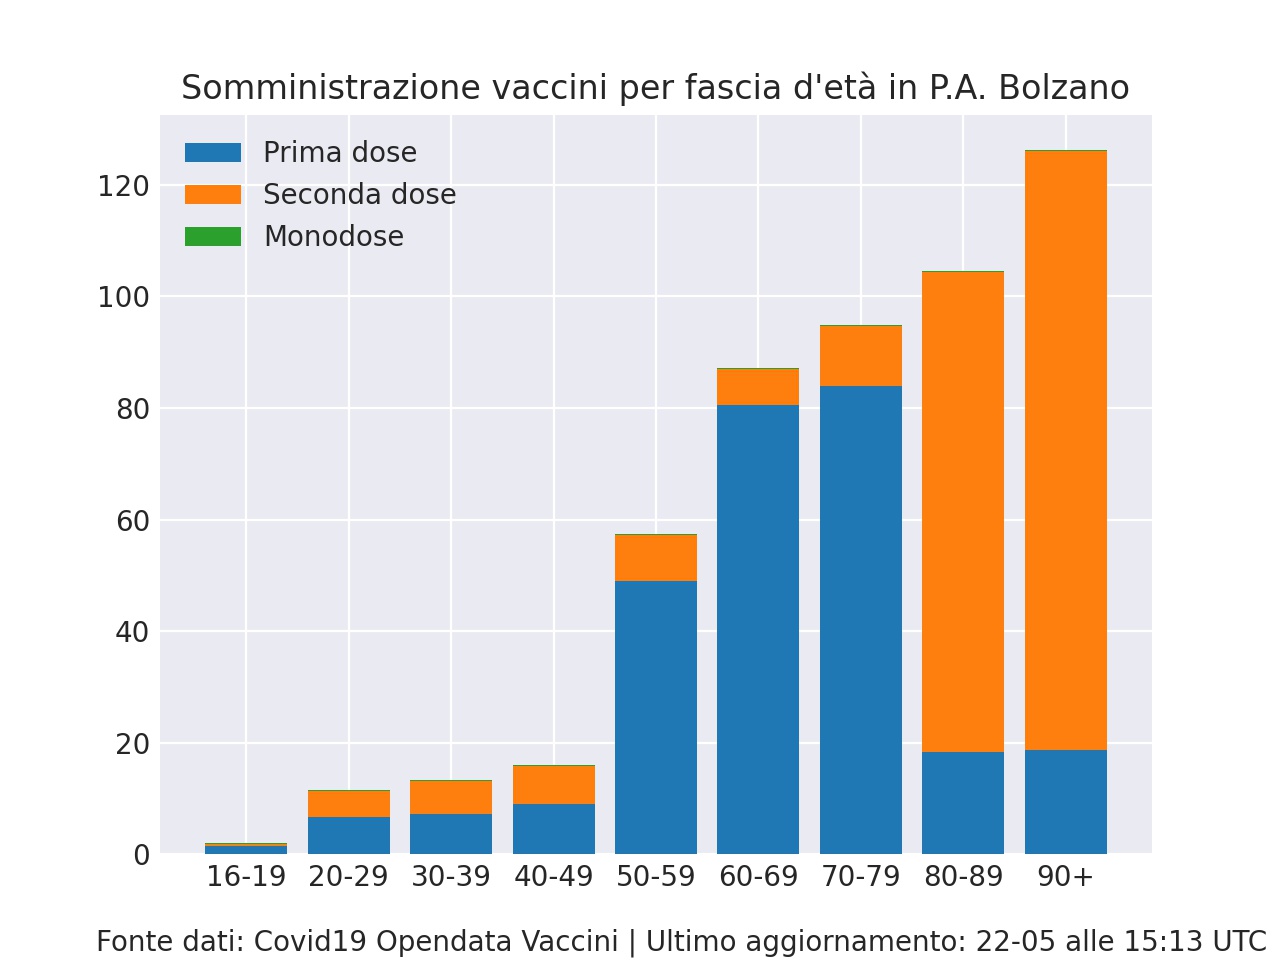 Somministrazione vaccini per fascia d'età in P.A. Bolzano
Prima dose
Seconda dose
Monodose
120
100
80
60
40
20
0
16-19 20-29 30-39 40-49 50-59 60-69 70-79 80-89 90+
Fonte dati: Covid19 Opendata Vaccini | Ultimo aggiornamento: 22-05 alle 15:13 UTC